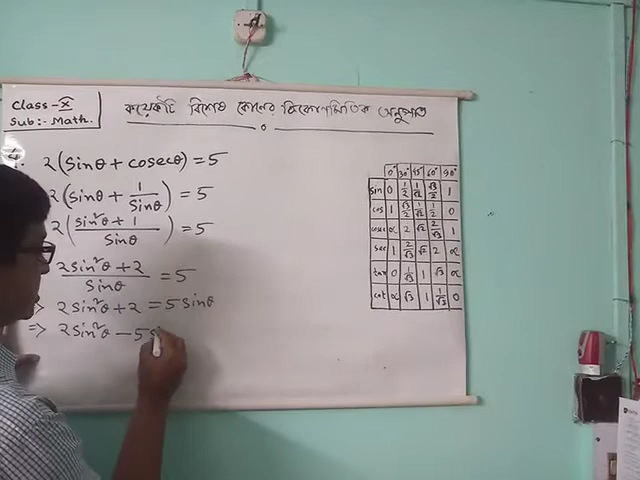 Class - X
Sub:- Math.
কয়েকটি বিশেষ কোনের ত্রিকোণমিতিক অনুপাত
4. 2(sinθ + cosecθ) = 5
2(sinθ + 1/sinθ) = 5
2(sin²θ + 1/sinθ) = 5
2sin²θ + 2/sinθ = 5
⇒ 2sin²θ + 2 = 5 sinθ
⇒ 2sin²θ - 5s
0° 30° 45° 60° 90°
sin 0 1/2 1/√2 √3/2 1
cos 1 √3/2 1/√2 1/2 0
cosec α 2 √2 2/√3 1
sec 1 2/√3 √2 2 α
tan 0 1/√3 1 √3 α
cot α √3 1 1/√3 0